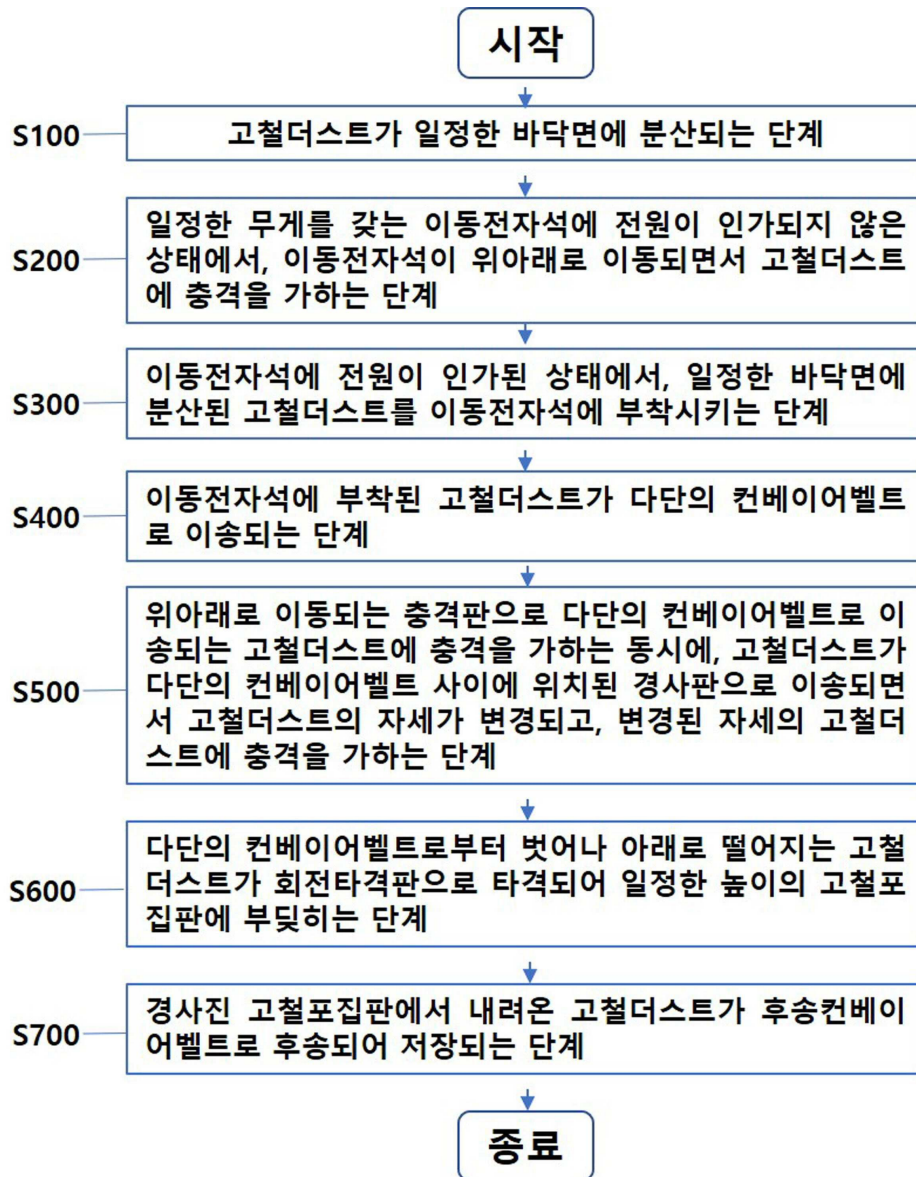 시작
S100
고철더스트가 일정한 바닥면에 분산되는 단계
S200
일정한 무게를 갖는 이동전자석에 전원이 인가되지 않은
상태에서, 이동전자석이 위아래로 이동되면서 고철더스트
에 충격을 가하는 단계
S300
이동전자석에 전원이 인가된 상태에서, 일정한 바닥면에
분산된 고철더스트를 이동전자석에 부착시키는 단계
S400
이동전자석에 부착된 고철더스트가 다단의 컨베이어벨트
로 이송되는 단계
S500
위아래로 이동되는 충격판으로 다단의 컨베이어벨트로 이
송되는 고철더스트에 충격을 가하는 동시에, 고철더스트가
다단의 컨베이어벨트 사이에 위치된 경사판으로 이송되면
서 고철더스트의 자세가 변경되고, 변경된 자세의 고철더
스트에 충격을 가하는 단계
S600
다단의 컨베이어벨트로부터 벗어나 아래로 떨어지는 고철
더스트가 회전타격판으로 타격되어 일정한 높이의 고철포
집판에 부딪히는 단계
S700
경사진 고철포집판에서 내려온 고철더스트가 후송컨베이
어벨트로 후송되어 저장되는 단계
종료